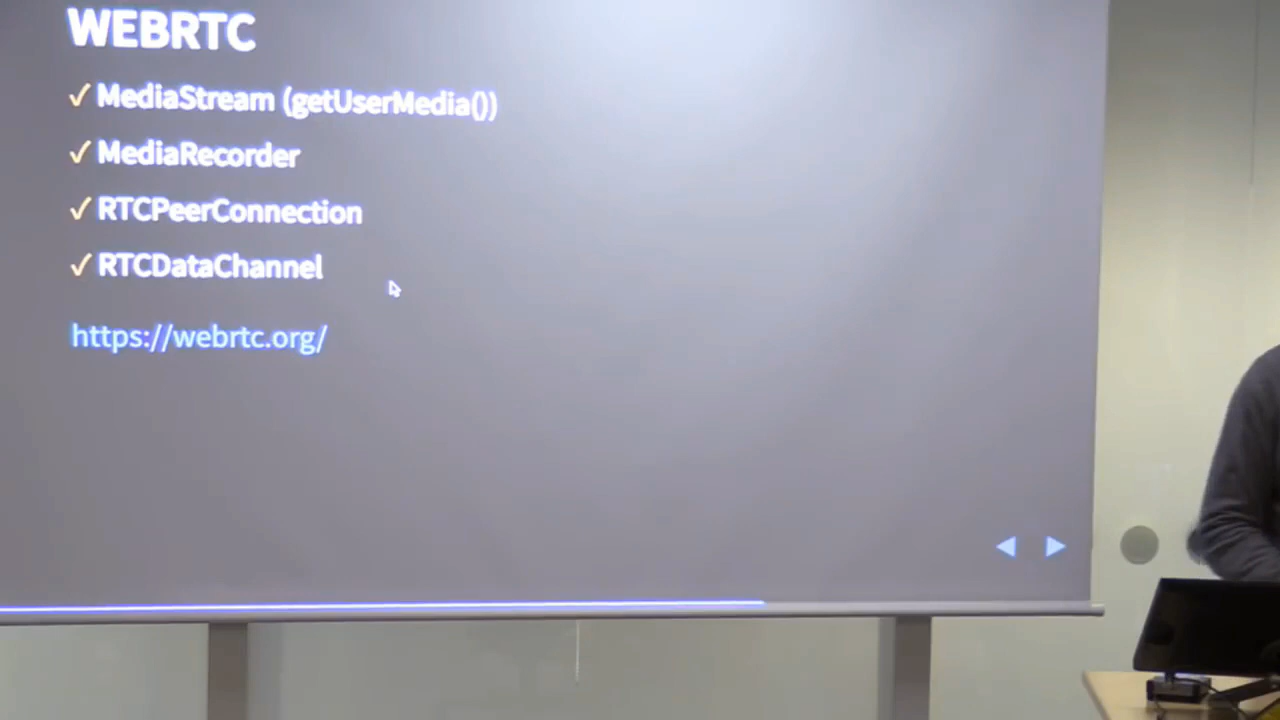 WEBRTC
✓ MediaStream (getUserMedia())
✓ MediaRecorder
✓ RTCPeerConnection
✓ RTCDataChannel
https://webrtc.org/